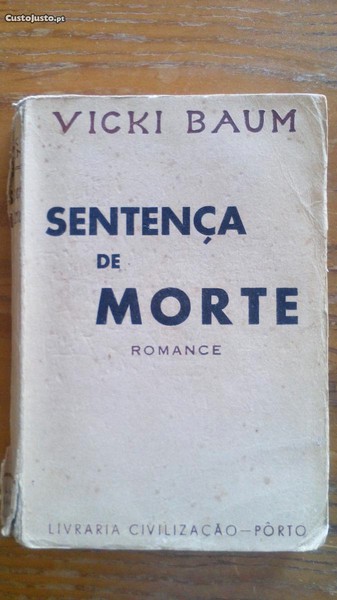 CustoJusto.pt
VICKI BAUM
SENTENÇA
DE
MORTE
ROMANCE
LIVRARIA CIVILIZAÇÃO—PÔRTO